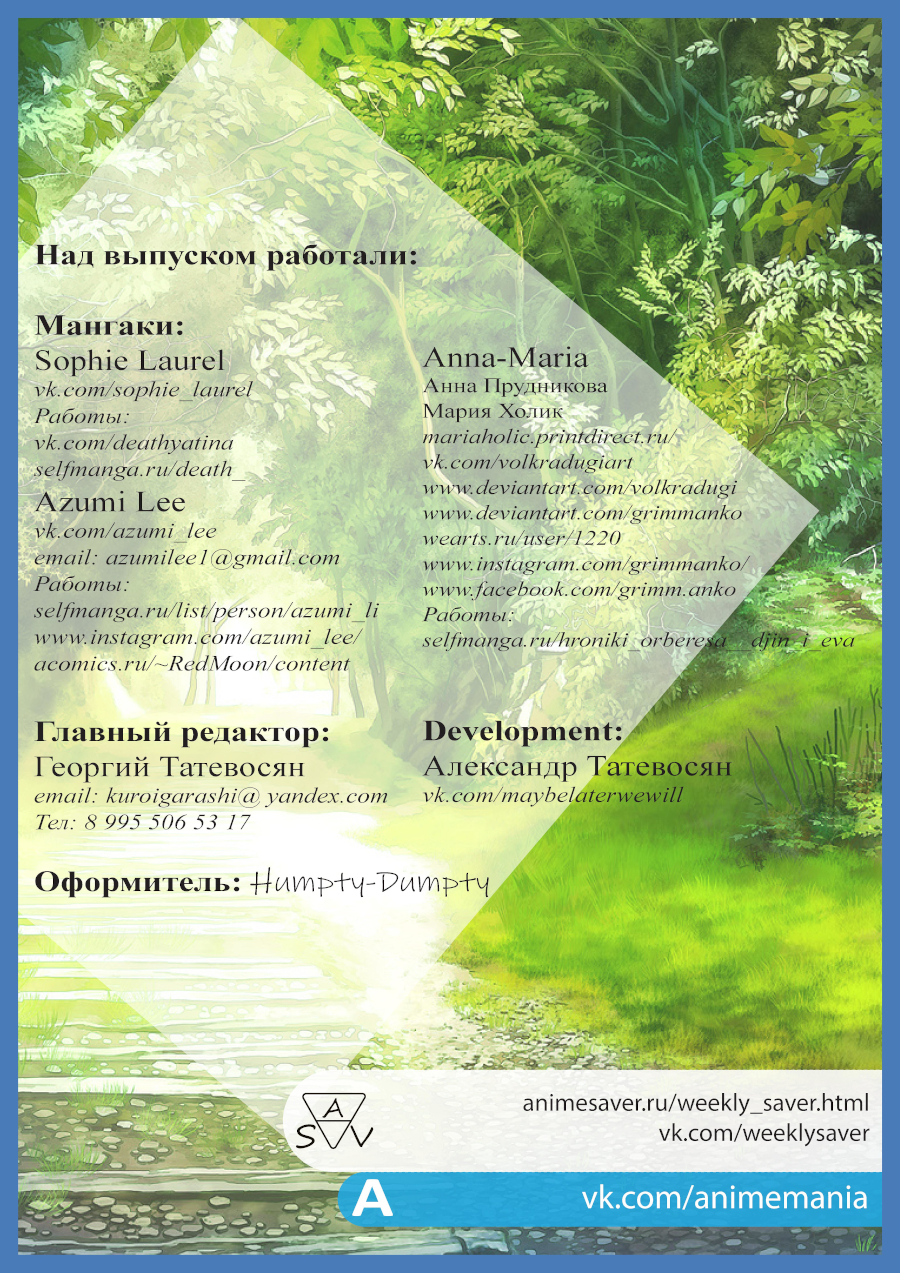 Над выпуском работали:
Мангаки:
Sophie Laurel
vk.com/sophie_laurel
Работы:
vk.com/deathyatina
selfmanga.ru/death_
Azumi Lee
vk.com/azumi_lee
email: azumilee1@gmail.com
Работы:
selfmanga.ru/list/person/azumi_li
www.instagram.com/azumi_lee/
acomics.ru/~RedMoon/content
Anna-Maria
Анна Прудникова
Мария Холик
mariaholic.printdirect.ru/
vk.com/volkradugiart
www.deviantart.com/volkradugi
www.deviantart.com/grimmanko
wearts.ru/user/1220
www.instagram.com/grimmanko/
www.facebook.com/grimm.anko
Работы:
selfmanga.ru/hroniki_orberesa__djin_i_eva
Главный редактор:
Георгий Татевосян
email: kuroigarashi@yandex.com
Тел: 8 995 506 53 17
Development:
Александр Татевосян
vk.com/maybelaterwewill
Оформитель: Humpty-Dumpty
A
S V
animesaver.ru/weekly_saver.html
vk.com/weeklysaver
A
vk.com/animemania